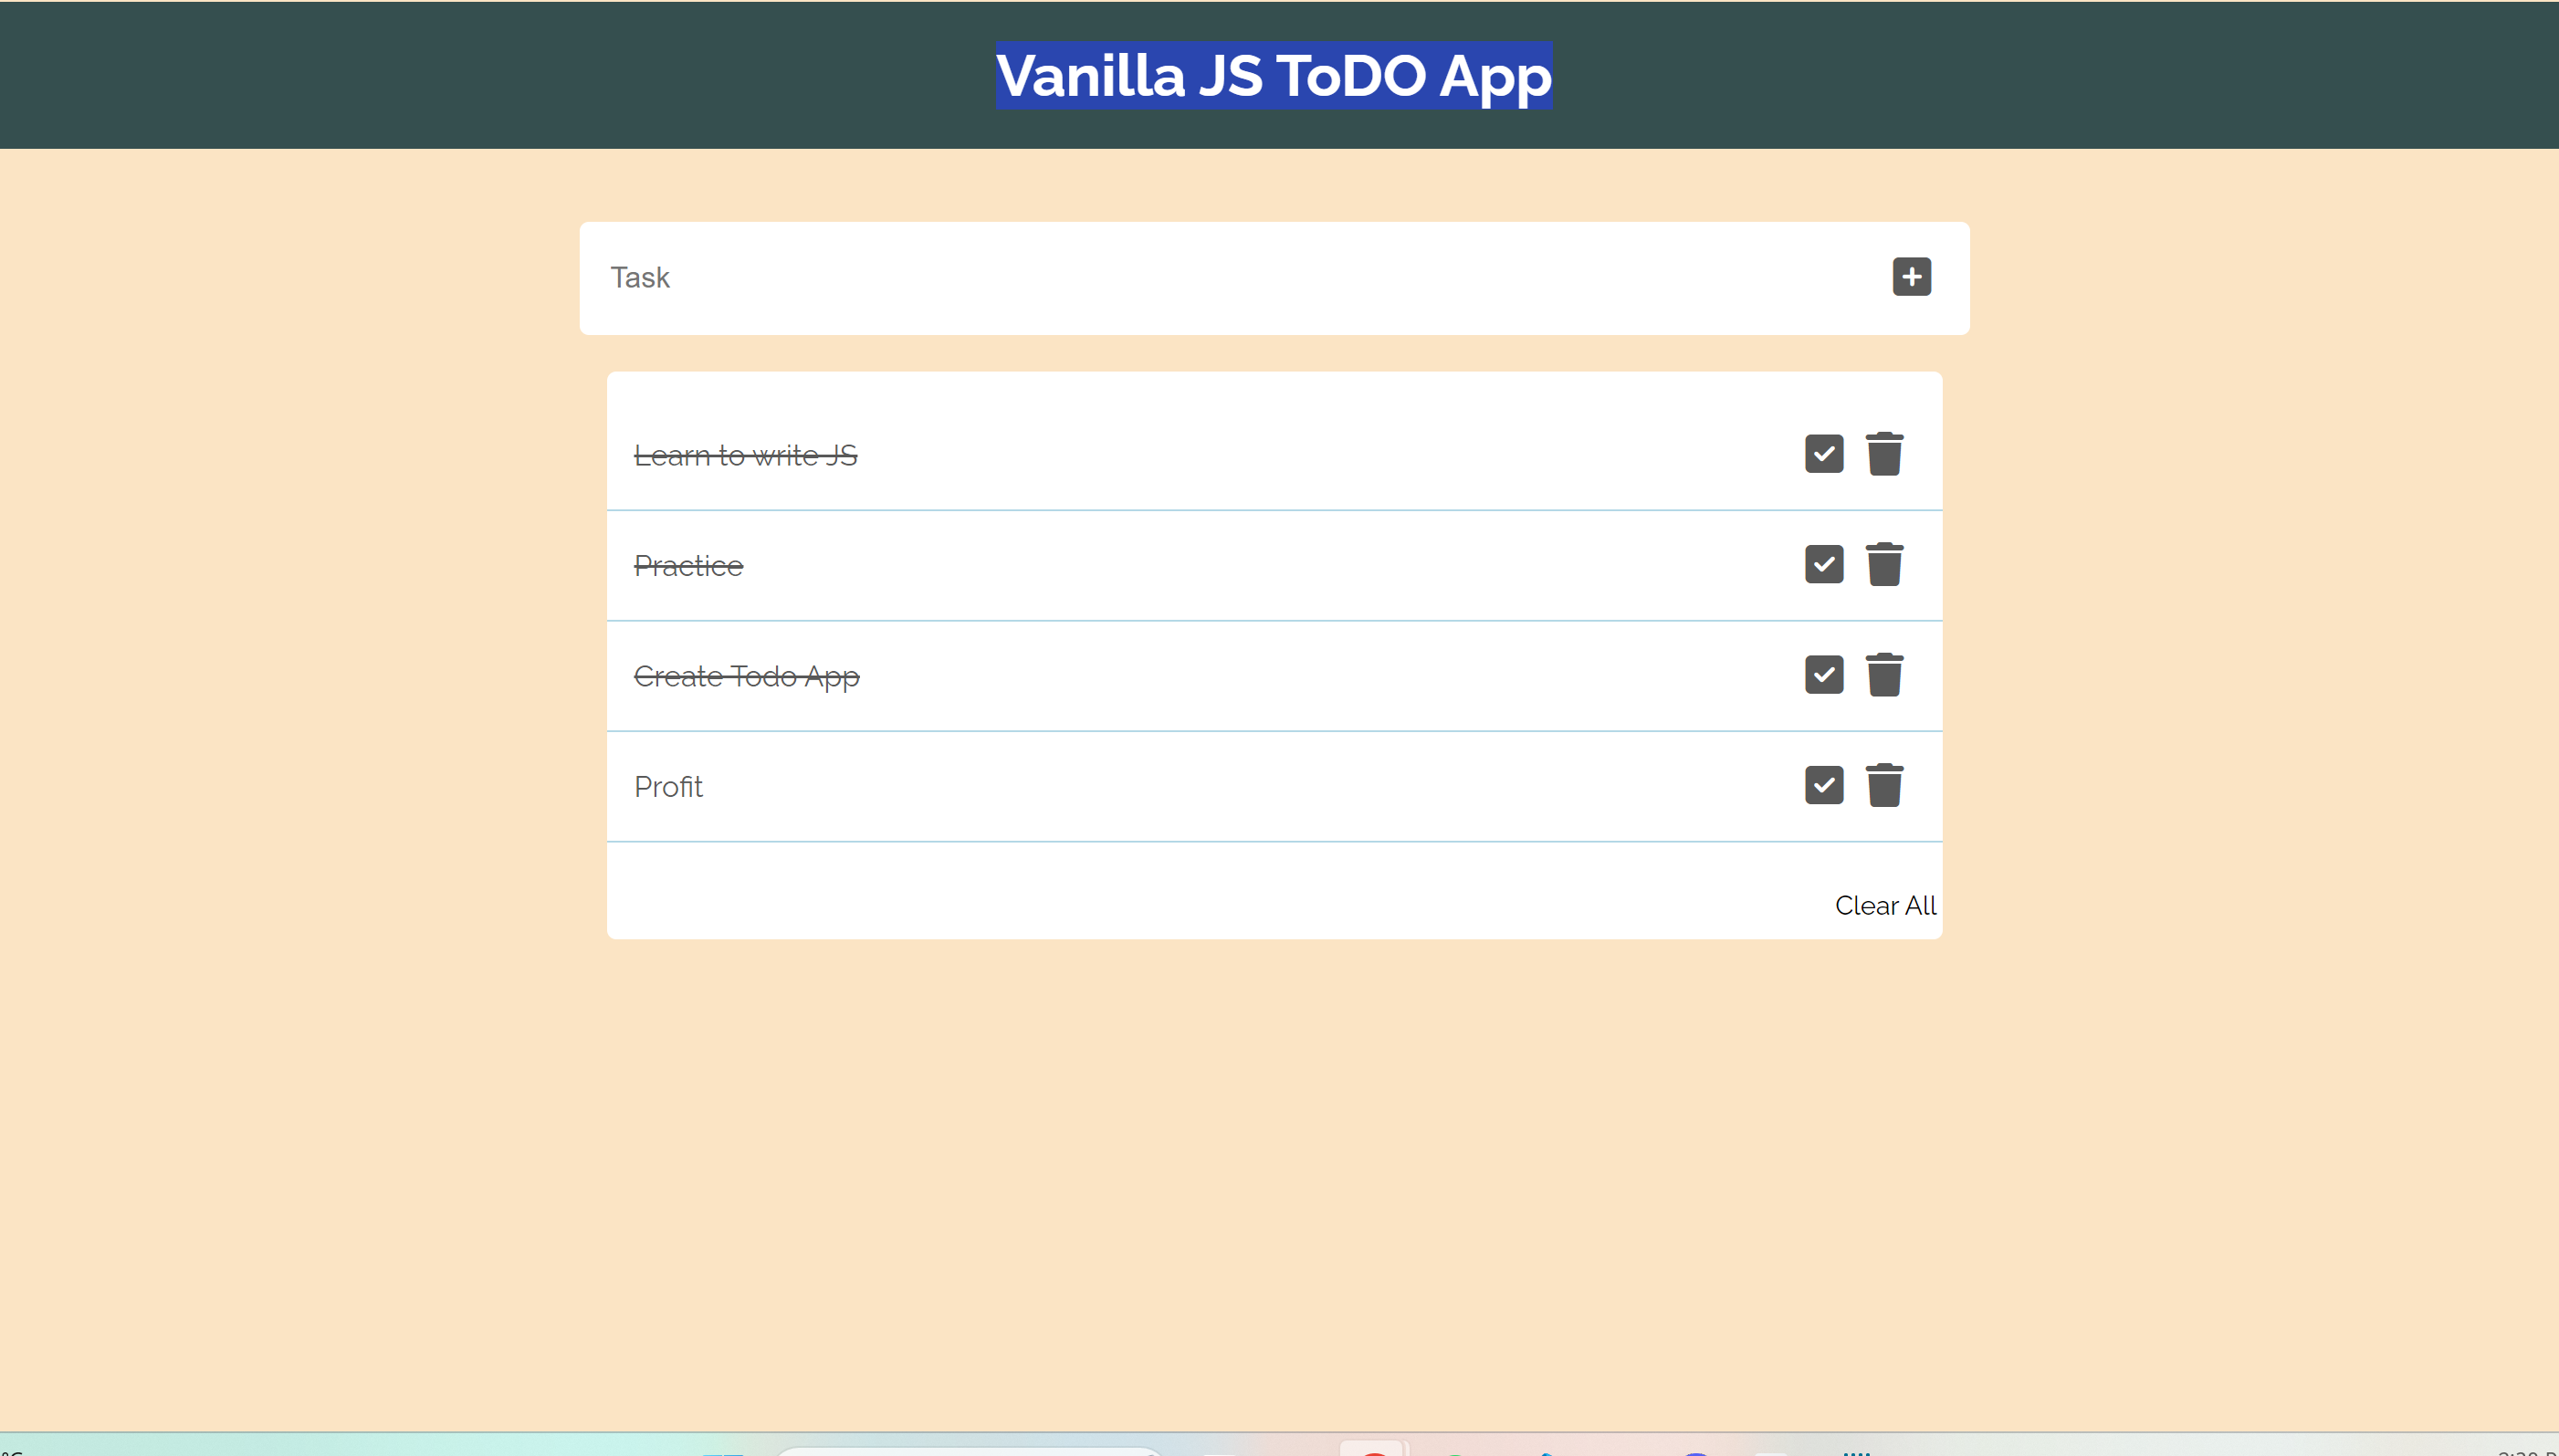 Vanilla JS ToDO App
Task
Learn to write JS
Practice
Create Todo App
Profit
Clear All